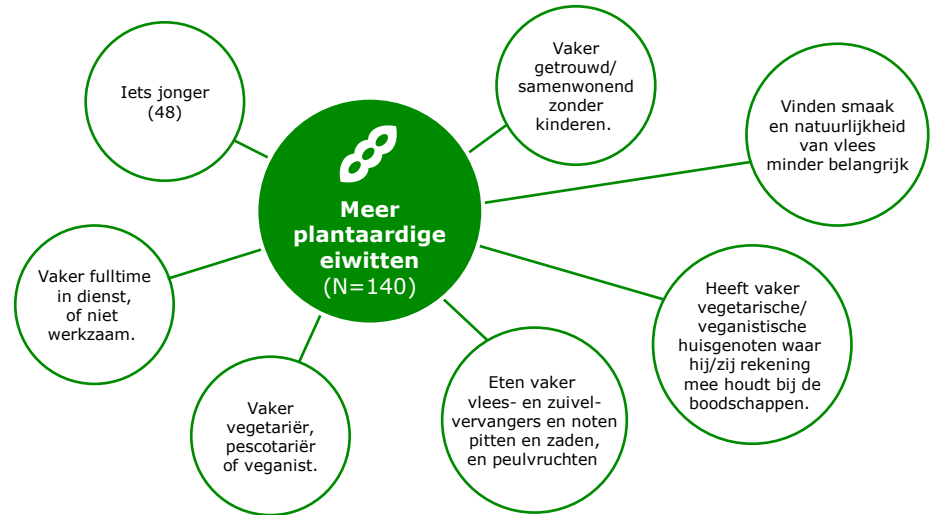 Iets jonger
(48)
Vaker
getrouwd/
samenwonend
zonder
kinderen.
Vinden smaak
en natuurlijkheid
van vlees
minder belangrijk
Meer
plantaardige
eiwitten
(N=140)
Vaker fulltime
in dienst,
of niet
werkzaam.
Heeft vaker
vegetarische/
veganistische
huisgenoten waar
hij/zij rekening
mee houdt bij de
boodschappen.
Vaker
vegetariër,
pescotariër
of veganist.
Eten vaker
vlees- en zuivel-
vervangers en noten
pitten en zaden,
en peulvruchten